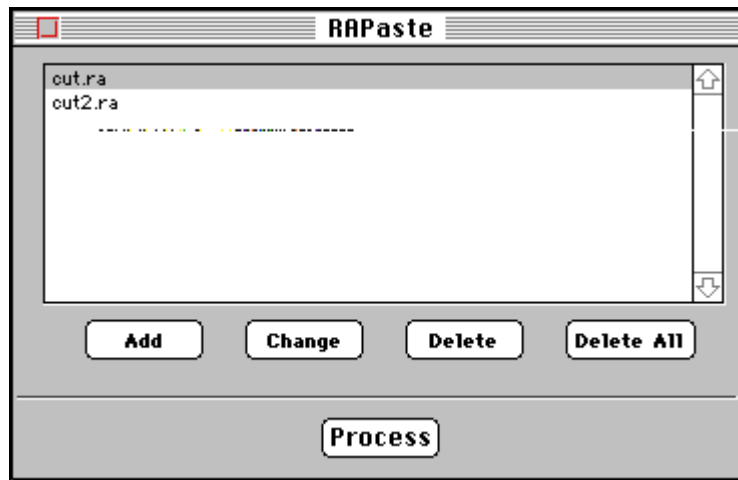 RAPaste
cut.ra
cut2.ra
Add Change Delete Delete All
Process